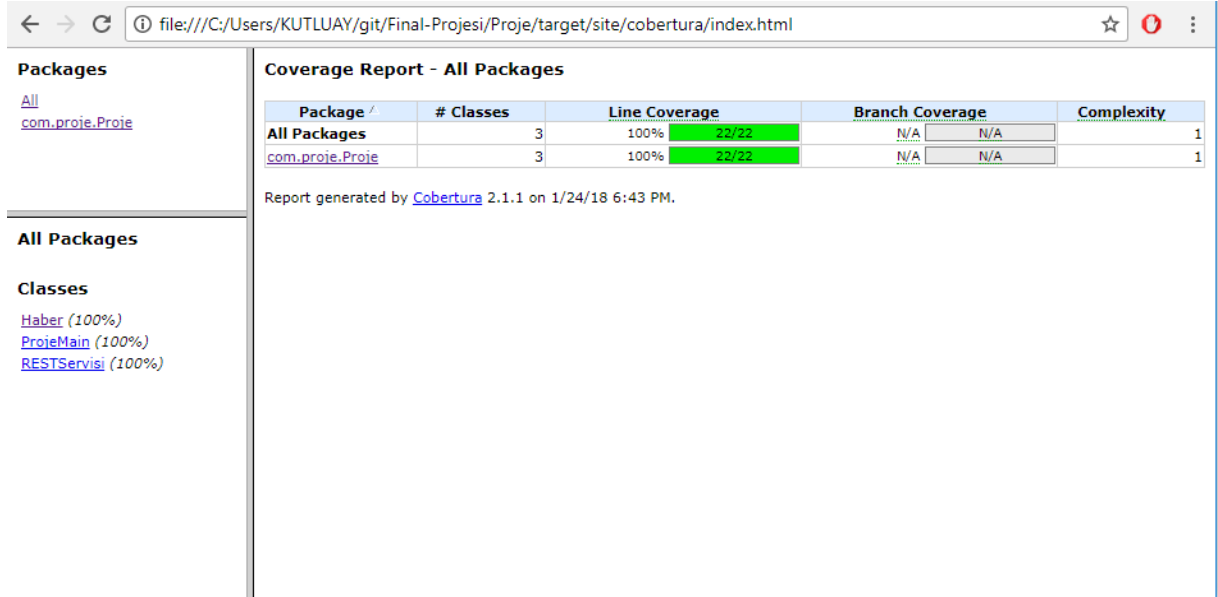 file:///C:/Users/KUTLUAY/git/Final-Projesi/Proje/target/site/cobertura/index.html
Packages
All
com.proje.Proje
All Packages
Classes
Haber (100%)
ProjeMain (100%)
RESTServisi (100%)
Coverage Report - All Packages
Package # Classes Line Coverage Branch Coverage Complexity
All Packages 3 100% 22/22 N/A N/A 1
com.proje.Proje 3 100% 22/22 N/A N/A 1
Report generated by Cobertura 2.1.1 on 1/24/18 6:43 PM.